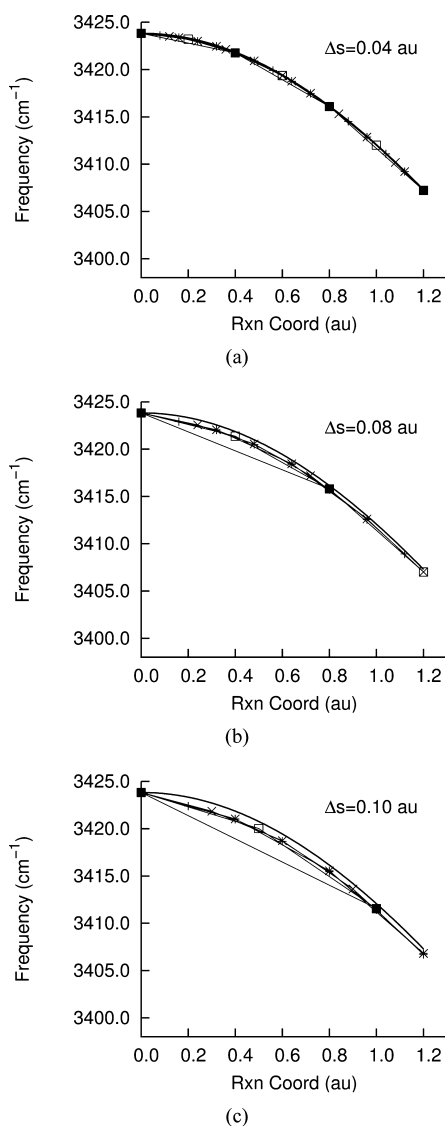 3425.0
3420.0
3415.0
3410.0
3405.0
3400.0
Frequency (cm⁻¹)
Δs=0.04 au
0.0 0.2 0.4 0.6 0.8 1.0 1.2
Rxn Coord (au)
(a)
3425.0
3420.0
3415.0
3410.0
3405.0
3400.0
Frequency (cm⁻¹)
Δs=0.08 au
0.0 0.2 0.4 0.6 0.8 1.0 1.2
Rxn Coord (au)
(b)
3425.0
3420.0
3415.0
3410.0
3405.0
3400.0
Frequency (cm⁻¹)
Δs=0.10 au
0.0 0.2 0.4 0.6 0.8 1.0 1.2
Rxn Coord (au)
(c)